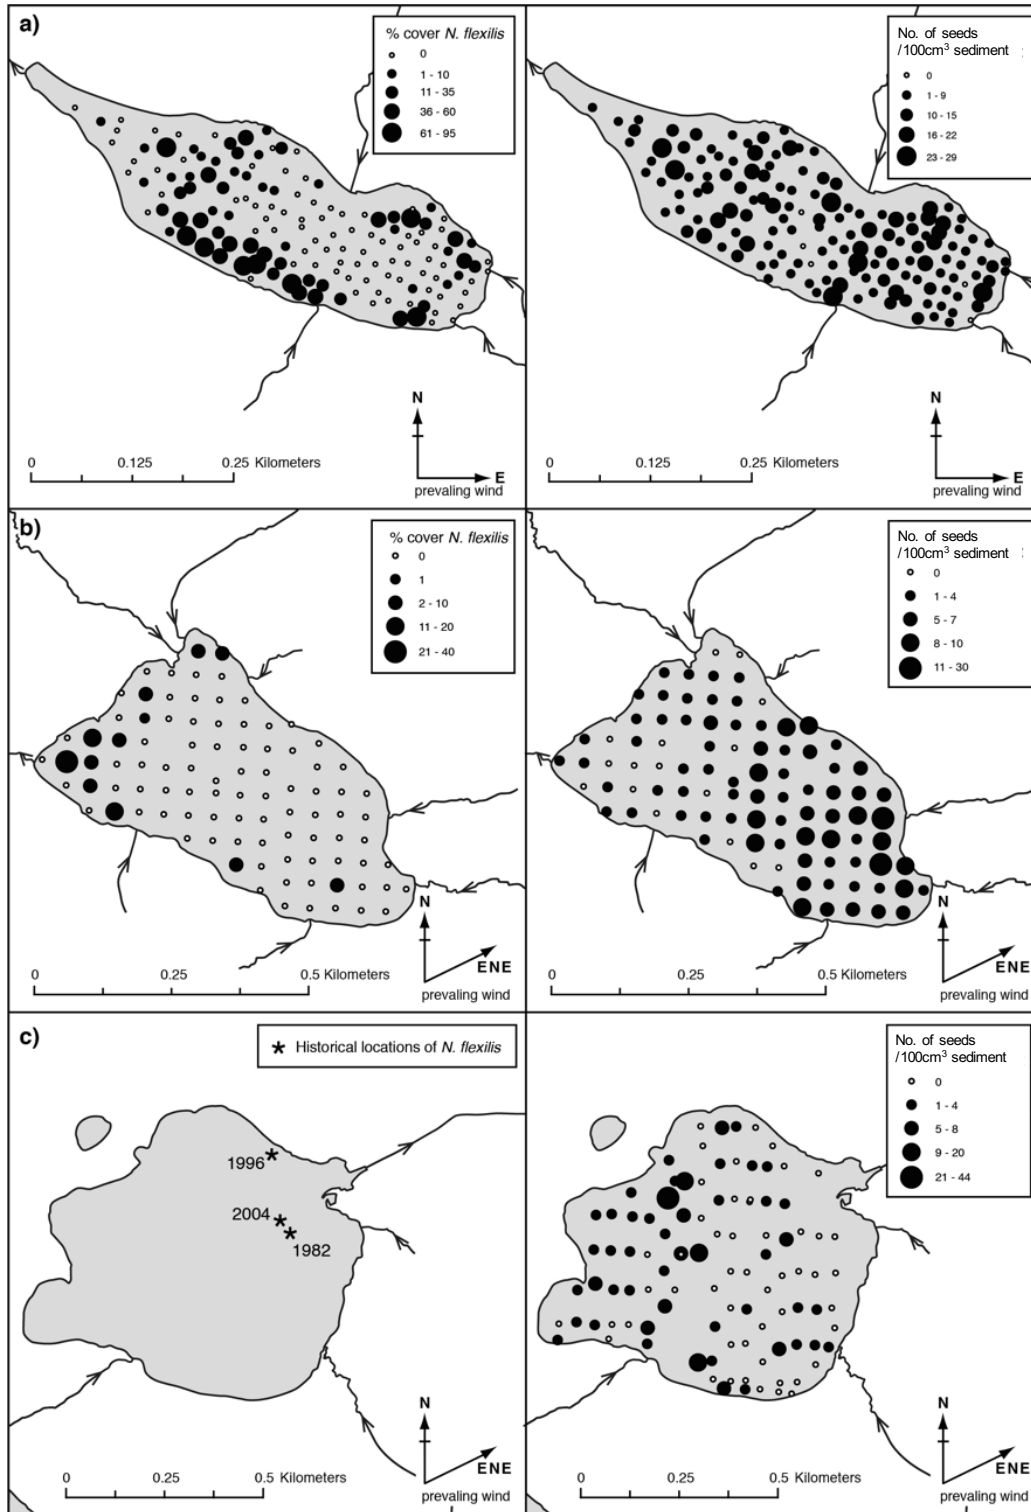 a)
% cover N. flexilis
0
1 - 10
11 - 35
36 - 60
61 - 95
N
E
prevaling wind
0 0.125 0.25 Kilometers
No. of seeds
/100cm³ sediment
0
1 - 9
10 - 15
16 - 22
23 - 29
N
E
prevaling wind
0 0.125 0.25 Kilometers
b)
% cover N. flexilis
0
1
2 - 10
11 - 20
21 - 40
N
ENE
prevaling wind
0 0.25 0.5 Kilometers
No. of seeds
/100cm³ sediment
0
1 - 4
5 - 7
8 - 10
11 - 30
N
ENE
prevaling wind
0 0.25 0.5 Kilometers
c)
* Historical locations of N. flexilis
1996 *
2004 *
* 1982
N
ENE
prevaling wind
0 0.25 0.5 Kilometers
No. of seeds
/100cm³ sediment
0
1 - 4
5 - 8
9 - 20
21 - 44
N
ENE
prevaling wind
0 0.25 0.5 Kilometers